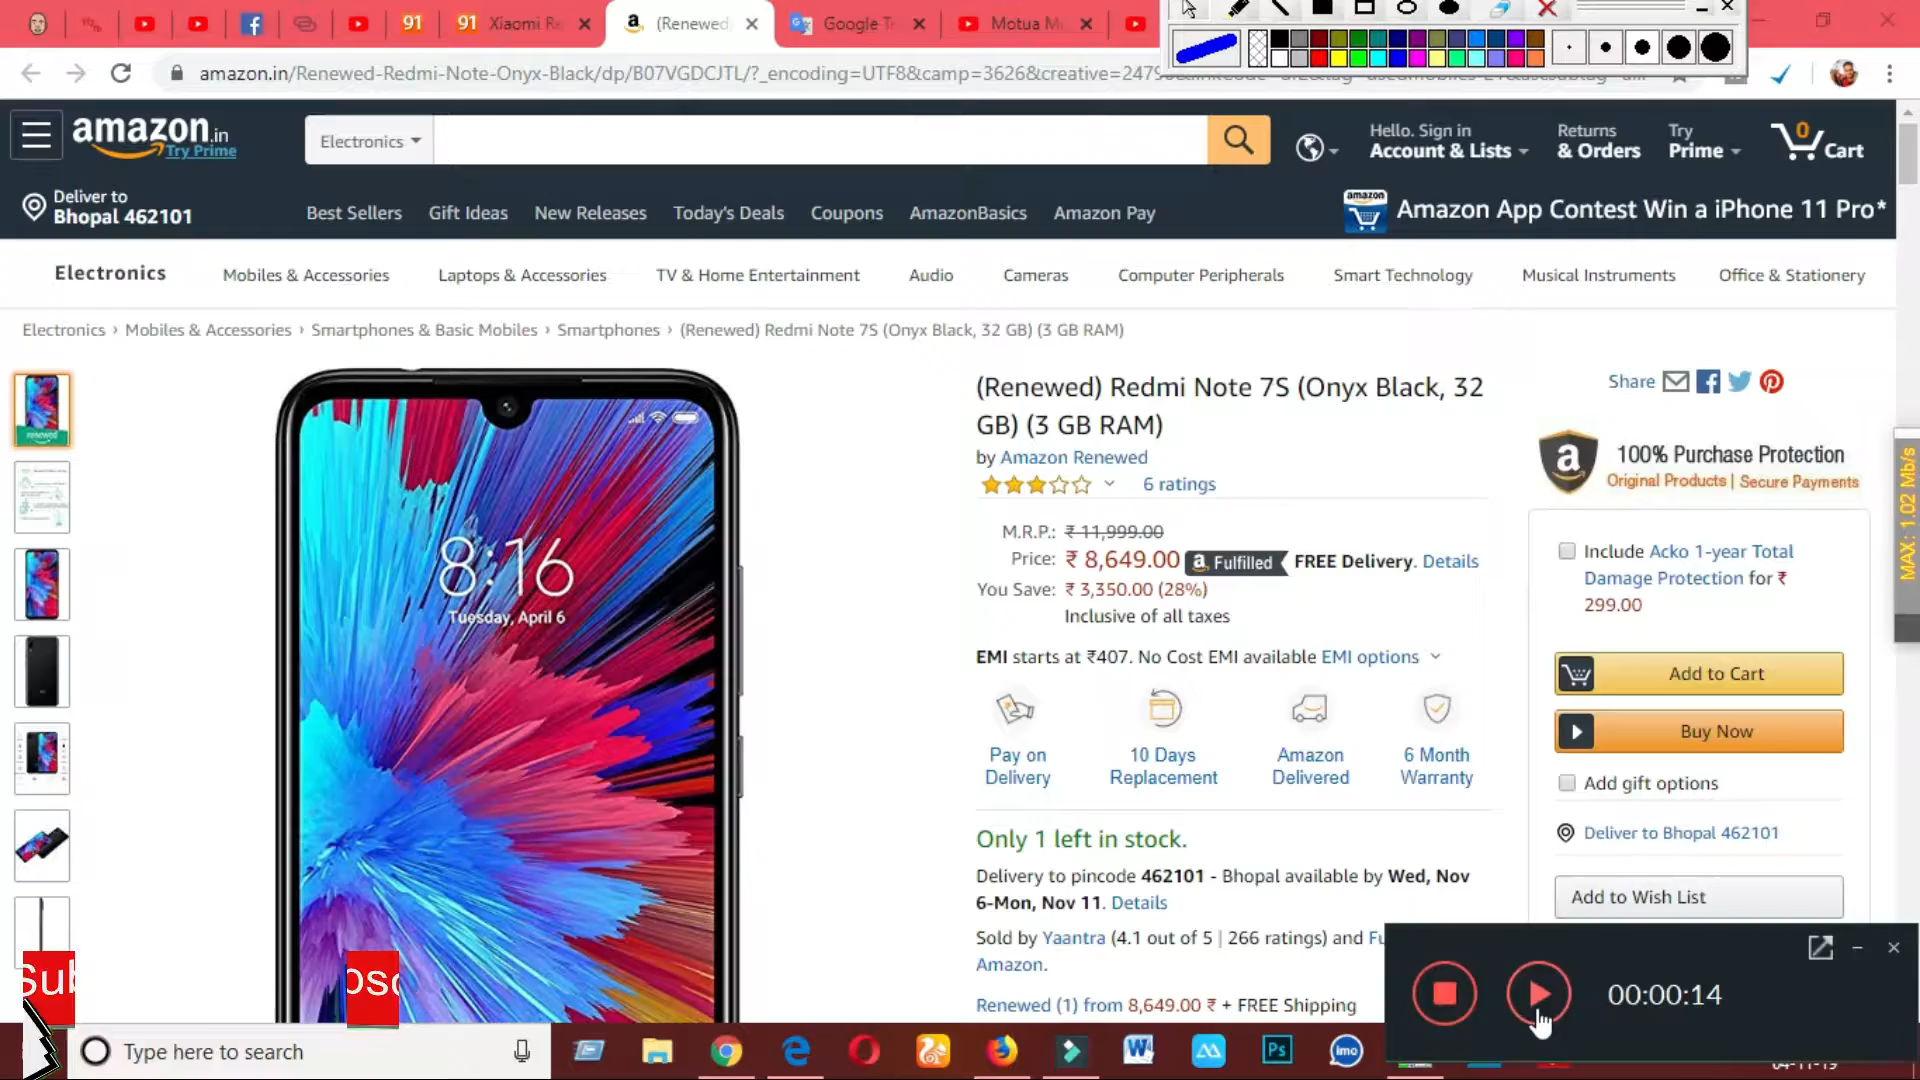 91
91 Xiaomi Re
(Renewed
Google T
Motua M
amazon.in/Renewed-Redmi-Note-Onyx-Black/dp/B07VGDCJTL/?_encoding=UTF8&camp=3626&creative=2479
amazon.in
Try Prime
Electronics
Hello. Sign in
Account & Lists
Returns
& Orders
Try
Prime
0
Cart
Deliver to
Bhopal 462101
Best Sellers
Gift Ideas
New Releases
Today's Deals
Coupons
AmazonBasics
Amazon Pay
amazon
Amazon App Contest Win a iPhone 11 Pro*
Electronics
Mobiles & Accessories
Laptops & Accessories
TV & Home Entertainment
Audio
Cameras
Computer Peripherals
Smart Technology
Musical Instruments
Office & Stationery
Electronics › Mobiles & Accessories › Smartphones & Basic Mobiles › Smartphones › (Renewed) Redmi Note 7S (Onyx Black, 32 GB) (3 GB RAM)
renewed
8:16
Tuesday, April 6
(Renewed) Redmi Note 7S (Onyx Black, 32
GB) (3 GB RAM)
by Amazon Renewed
6 ratings
M.R.P.: ₹ 11,999.00
Price: ₹ 8,649.00 a Fulfilled FREE Delivery. Details
You Save: ₹ 3,350.00 (28%)
Inclusive of all taxes
EMI starts at ₹407. No Cost EMI available EMI options
Pay on
Delivery
10 Days
Replacement
Amazon
Delivered
6 Month
Warranty
Only 1 left in stock.
Delivery to pincode 462101 - Bhopal available by Wed, Nov
6-Mon, Nov 11. Details
Sold by Yaantra (4.1 out of 5 | 266 ratings) and Fu
Amazon.
Renewed (1) from 8,649.00 ₹ + FREE Shipping
Share
a
100% Purchase Protection
Original Products | Secure Payments
Include Acko 1-year Total
Damage Protection for ₹
299.00
Add to Cart
Buy Now
Add gift options
Deliver to Bhopal 462101
Add to Wish List
MAX: 1.02 Mb/s
00:00:14
Sub
bsc
Type here to search
W
Ps
imo
04-11-19